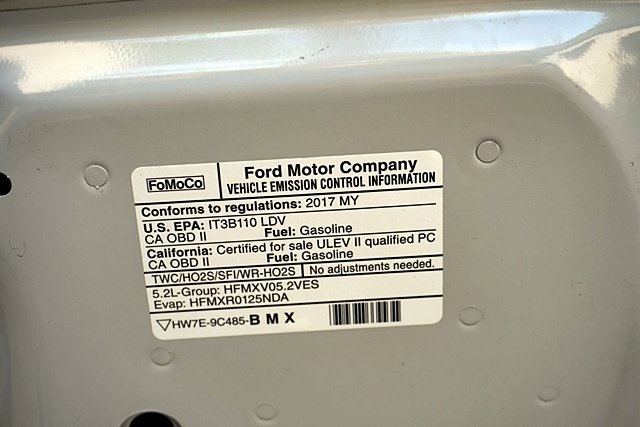 FoMoCo
Ford Motor Company
VEHICLE EMISSION CONTROL INFORMATION
Conforms to regulations: 2017 MY
U.S. EPA: IT3B110 LDV
CA OBD II Fuel: Gasoline
California: Certified for sale ULEV II qualified PC
CA OBD II Fuel: Gasoline
TWC/HO2S/SFI/WR-HO2S No adjustments needed.
5.2L-Group: HFMXV05.2VES
Evap: HFMXR0125NDA
HW7E-9C485-B M X